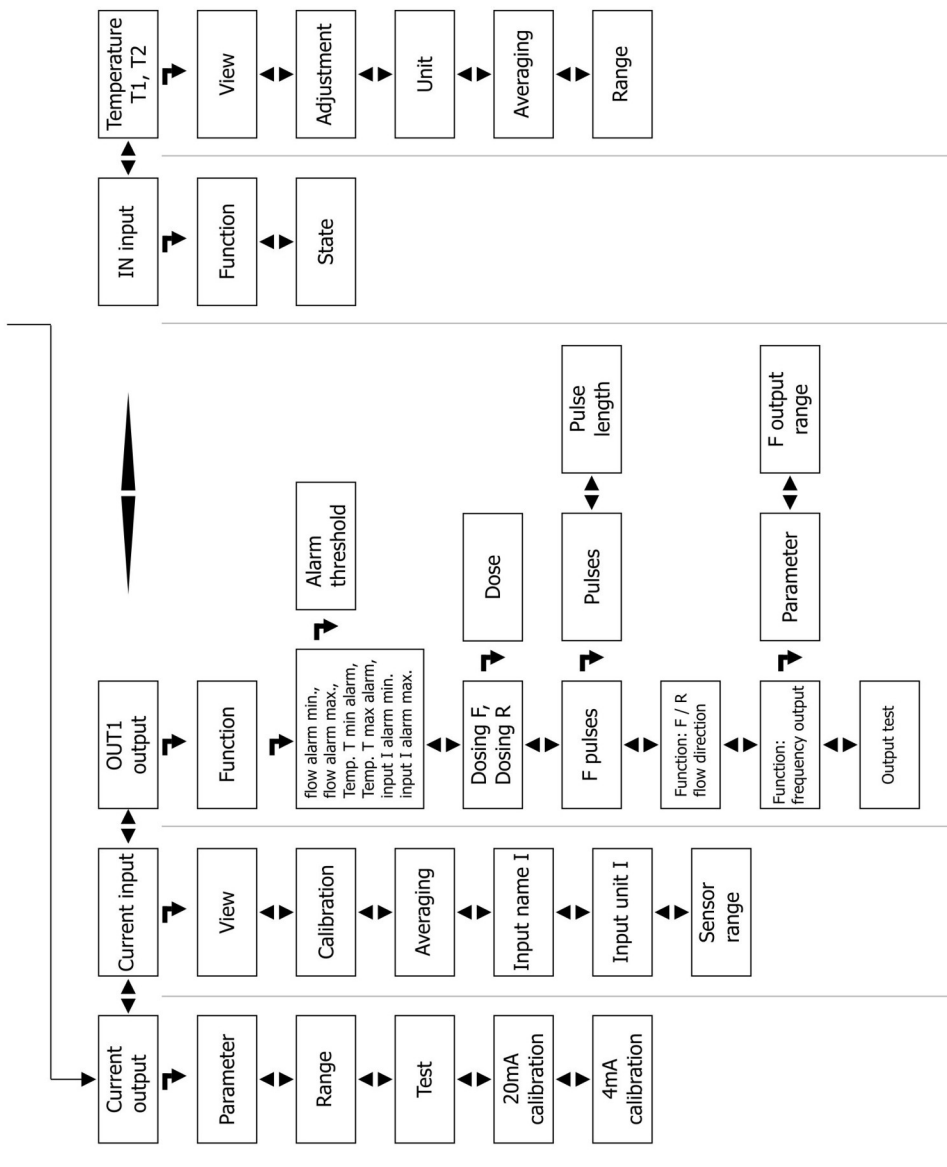 Current
output
Parameter
Range
Test
20mA
calibration
4mA
calibration
Current input
View
Calibration
Averaging
Input name I
Input unit I
Sensor
range
OUT1
output
Function
flow alarm min.,
flow alarm max.,
Temp. T min alarm,
Temp. T max alarm,
input I alarm min.
input I alarm max.
Alarm
threshold
Dosing F,
Dosing R
Dose
F pulses
Pulses
Pulse
length
Function: F / R
flow direction
Function:
frequency output
Parameter
F output
range
Output test
IN input
Function
State
Temperature
T1, T2
View
Adjustment
Unit
Averaging
Range